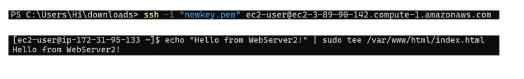 PS C:\Users\Hi\downloads> ssh -i "newkey.pem" ec2-user@ec2-3-89-90-142.compute-1.amazonaws.com
[ec2-user@ip-172-31-95-133 ~]$ echo "Hello from WebServer2!" | sudo tee /var/www/html/index.html
Hello from WebServer2!